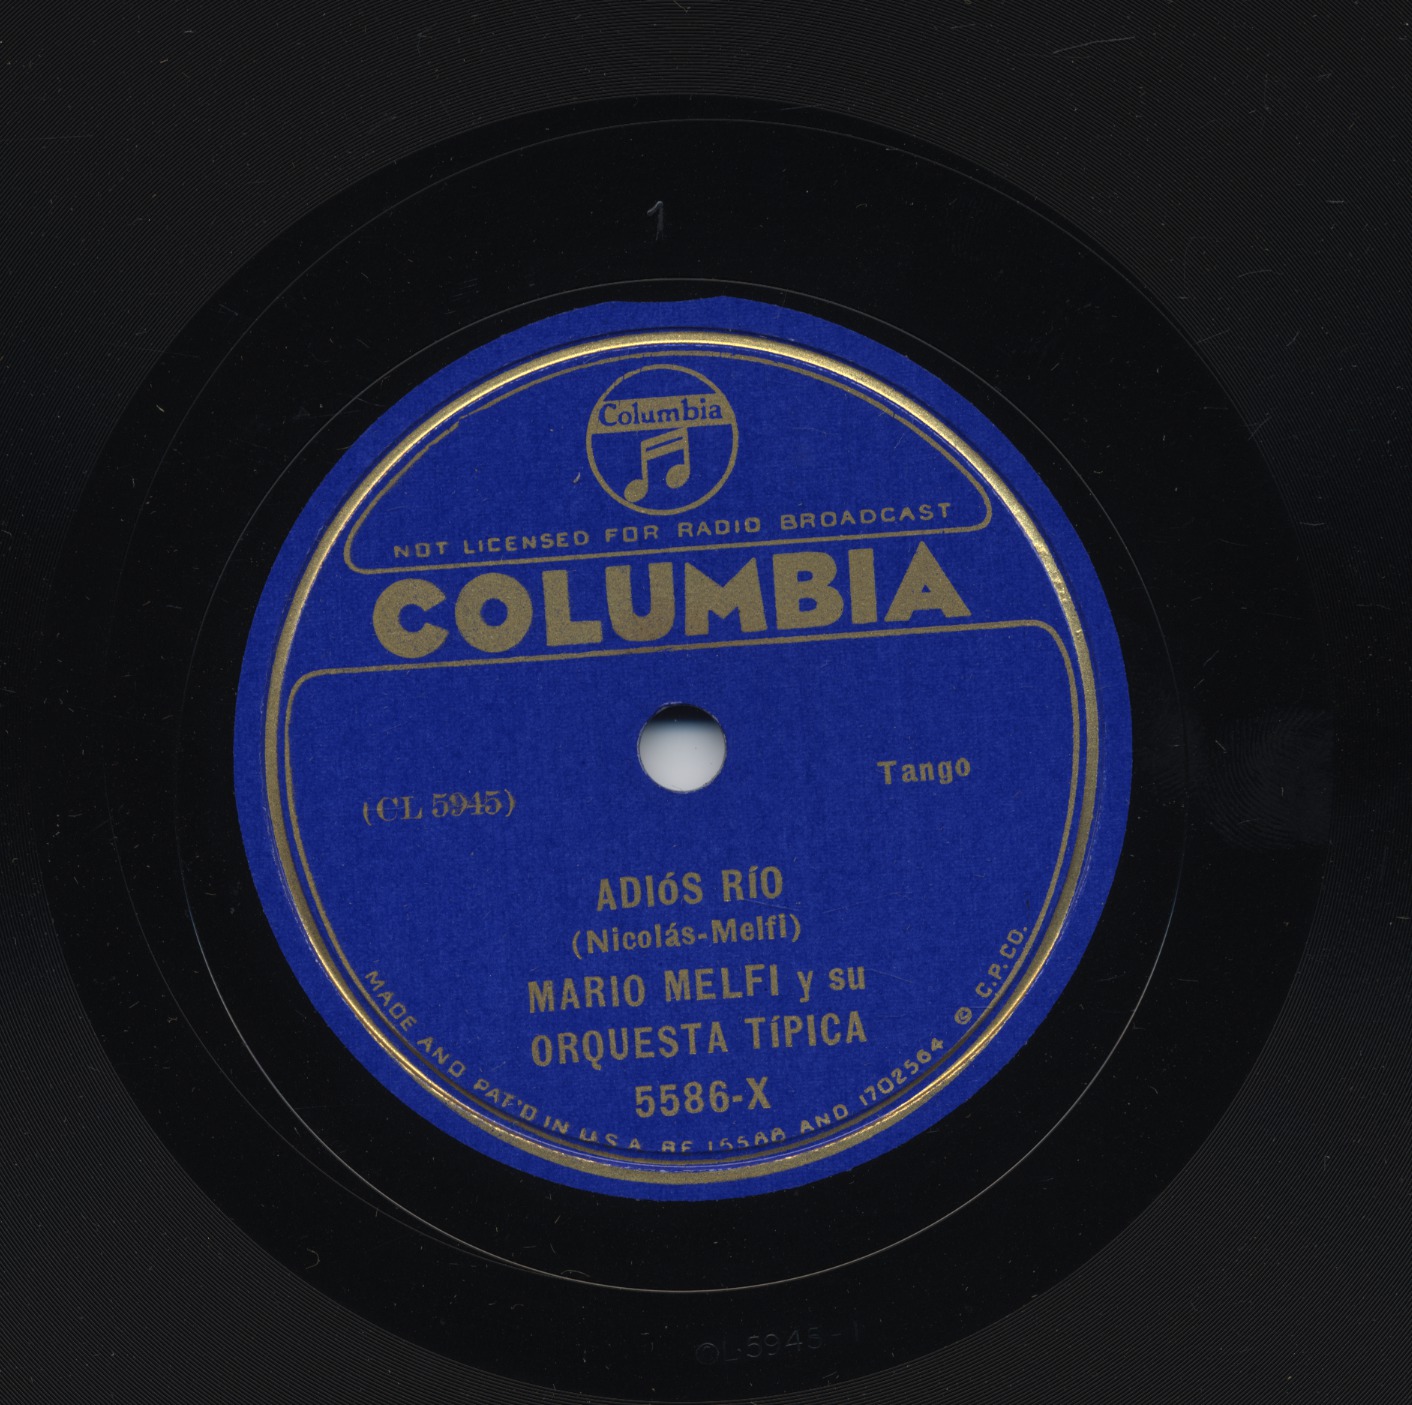 1
Columbia
NOT LICENSED FOR RADIO BROADCAST
COLUMBIA
Tango
(CL 5945)
ADIÓS RÍO
(Nicolás-Melfi)
MARIO MELFI y su
ORQUESTA TÍPICA
5586-X
MADE AND PAT'D IN U.S.A. RE 15588 AND 1702564 © C.P. CO.
CL-5945-1